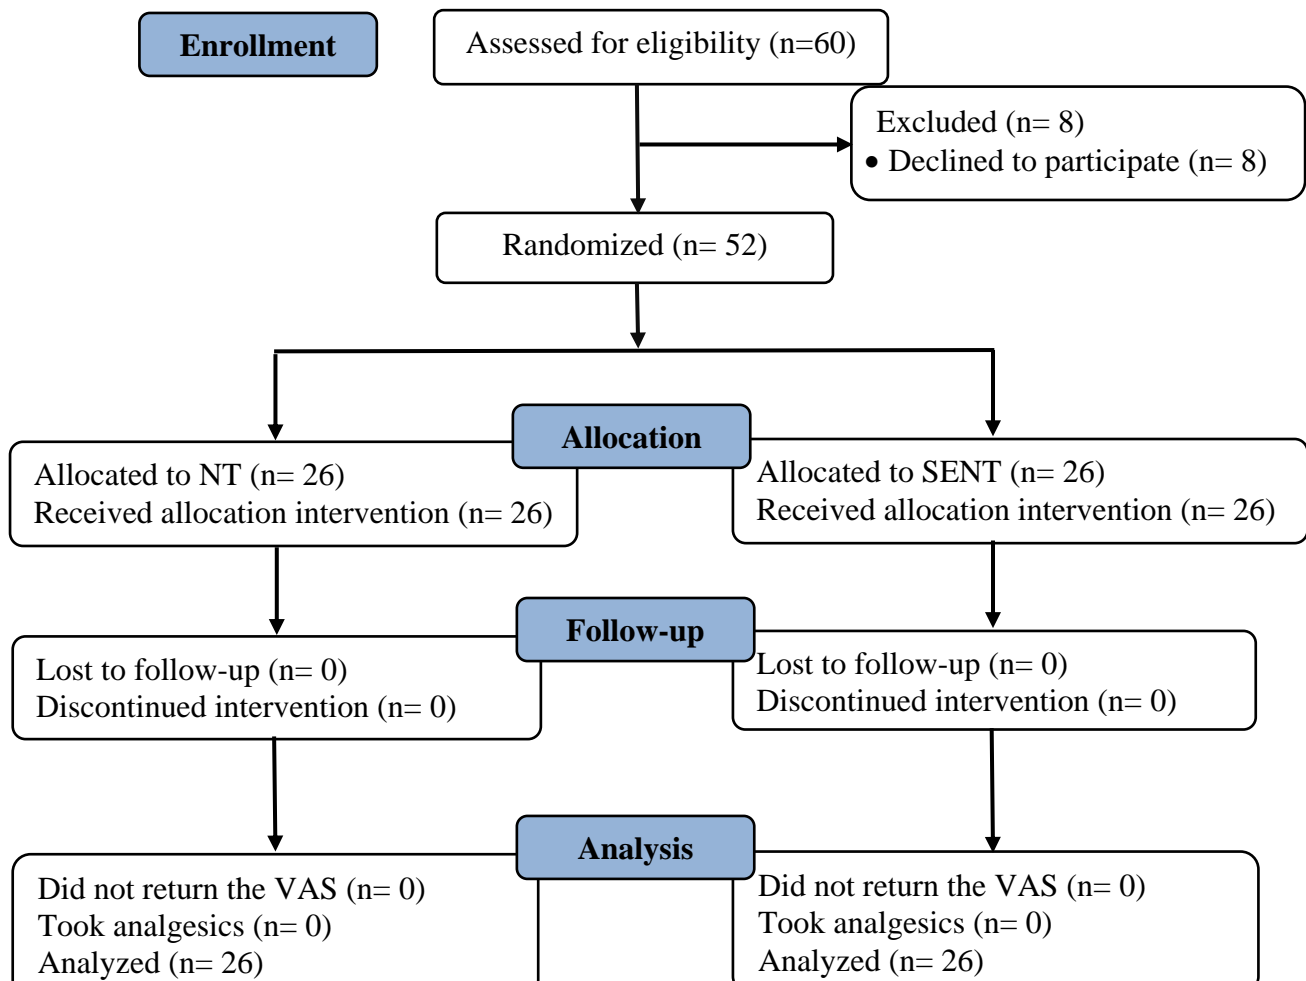 Enrollment
Assessed for eligibility (n=60)
Excluded (n= 8)
• Declined to participate (n= 8)
Randomized (n= 52)
Allocation
Allocated to NT (n= 26)
Received allocation intervention (n= 26)
Allocated to SENT (n= 26)
Received allocation intervention (n= 26)
Follow-up
Lost to follow-up (n= 0)
Discontinued intervention (n= 0)
Lost to follow-up (n= 0)
Discontinued intervention (n= 0)
Analysis
Did not return the VAS (n= 0)
Took analgesics (n= 0)
Analyzed (n= 26)
Did not return the VAS (n= 0)
Took analgesics (n= 0)
Analyzed (n= 26)